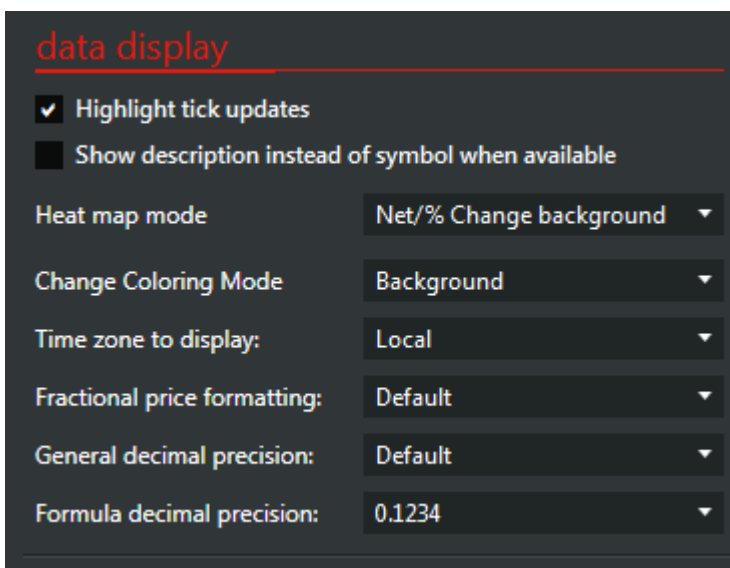 data display
Highlight tick updates
Show description instead of symbol when available
Heat map mode Net/% Change background
Change Coloring Mode Background
Time zone to display: Local
Fractional price formatting: Default
General decimal precision: Default
Formula decimal precision: 0.1234